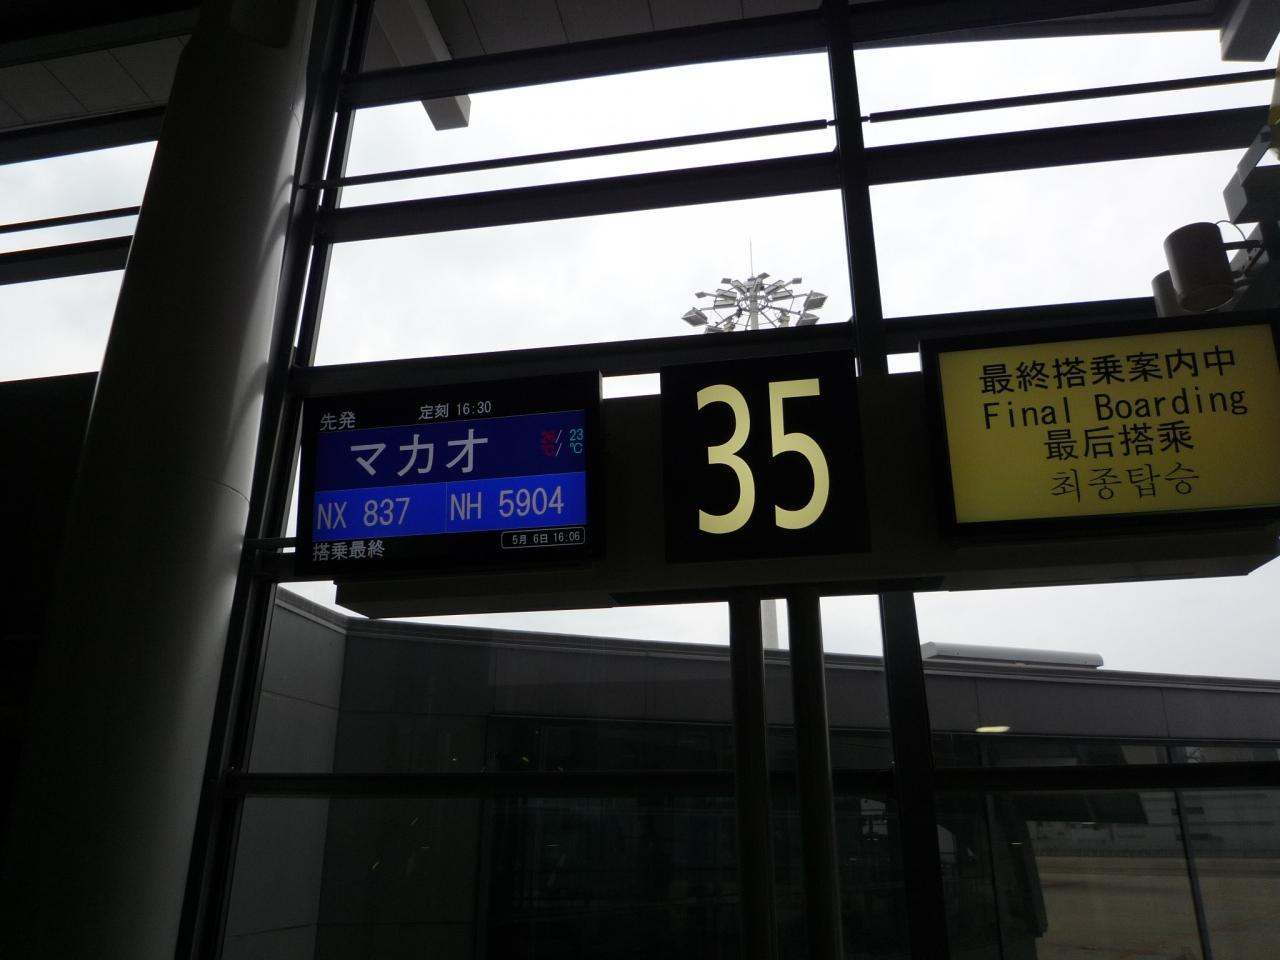 先発 定刻 16:30
マカオ 26℃/23℃
NX 837 NH 5904
搭乗最終 5月 6日 16:06
35
最終搭乗案内中
Final Boarding
最后搭乘
최종탑승